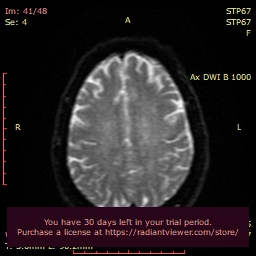 Im: 41/48
Se: 4
A
STP67
STP67
F
Ax DWI B 1000
R
L
You have 30 days left in your trial period.
Purchase a license at https://radiantviewer.com/store/